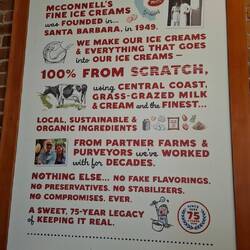 McCONNELL'S
FINE ICE CREAMS
was FOUNDED in...
SANTA BARBARA, in 1949.
WE MAKE OUR ICE CREAMS
& EVERYTHING THAT GOES
into OUR ICE CREAMS —
100% FROM SCRATCH,
using CENTRAL COAST,
GRASS-GRAZED MILK
& CREAM and the FINEST...
LOCAL, SUSTAINABLE &
ORGANIC INGREDIENTS
FROM PARTNER FARMS &
PURVEYORS we've WORKED
with for DECADES.
NOTHING ELSE... NO FAKE FLAVORINGS.
NO PRESERVATIVES. NO STABILIZERS.
NO COMPROMISES. EVER.
A SWEET, 75-YEAR LEGACY
of KEEPING IT REAL.
75
YEARS